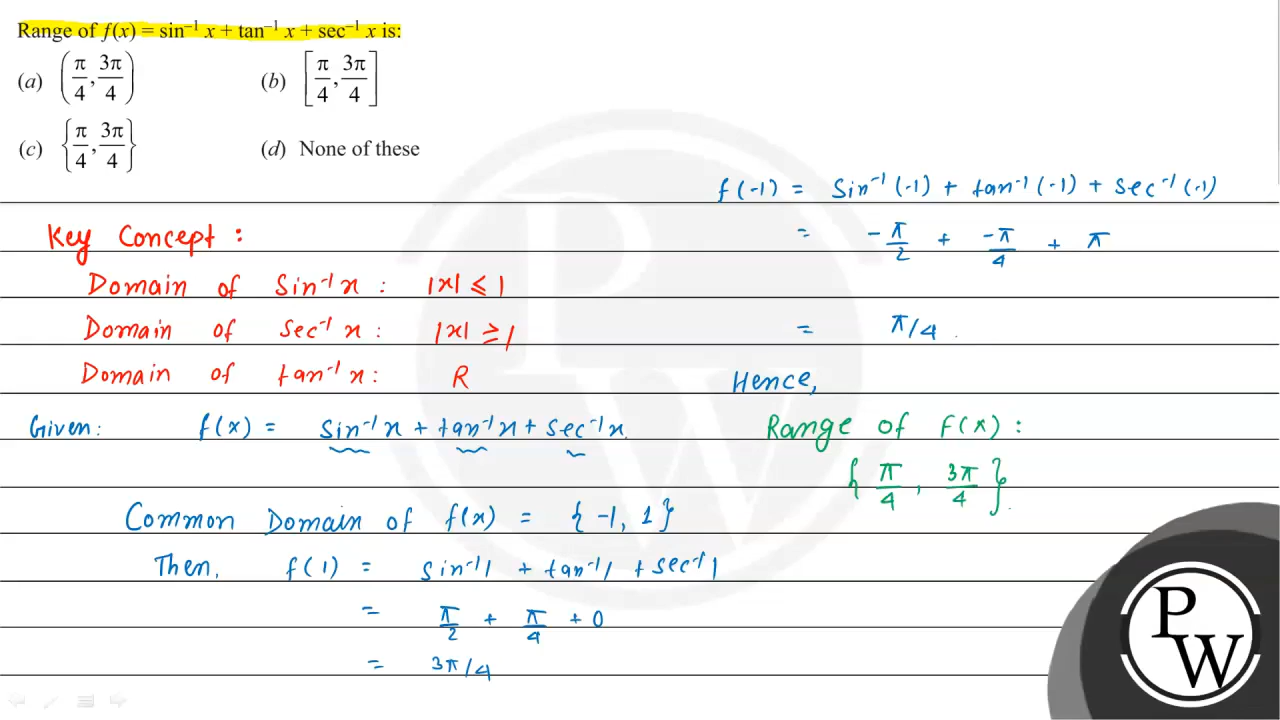 Range of f(x) = sin⁻¹ x + tan⁻¹ x + sec⁻¹ x is:
(a) (π/4, 3π/4) (b) [π/4, 3π/4]
(c) {π/4, 3π/4} (d) None of these
Key Concept :
Domain of Sin⁻¹x : |x| ≤ 1
Domain of Sec⁻¹x : |x| ≥ 1
Domain of tan⁻¹x : R
Given: f(x) = sin⁻¹x + tan⁻¹x + sec⁻¹x.
Common Domain of f(x) = {-1, 1}
Then, f(1) = sin⁻¹1 + tan⁻¹1 + sec⁻¹1
= π/2 + π/4 + 0
= 3π/4
f(-1) = sin⁻¹(-1) + tan⁻¹(-1) + sec⁻¹(-1)
= -π/2 + -π/4 + π
= π/4.
Hence,
Range of F(x) :
{π/4, 3π/4}.
PW